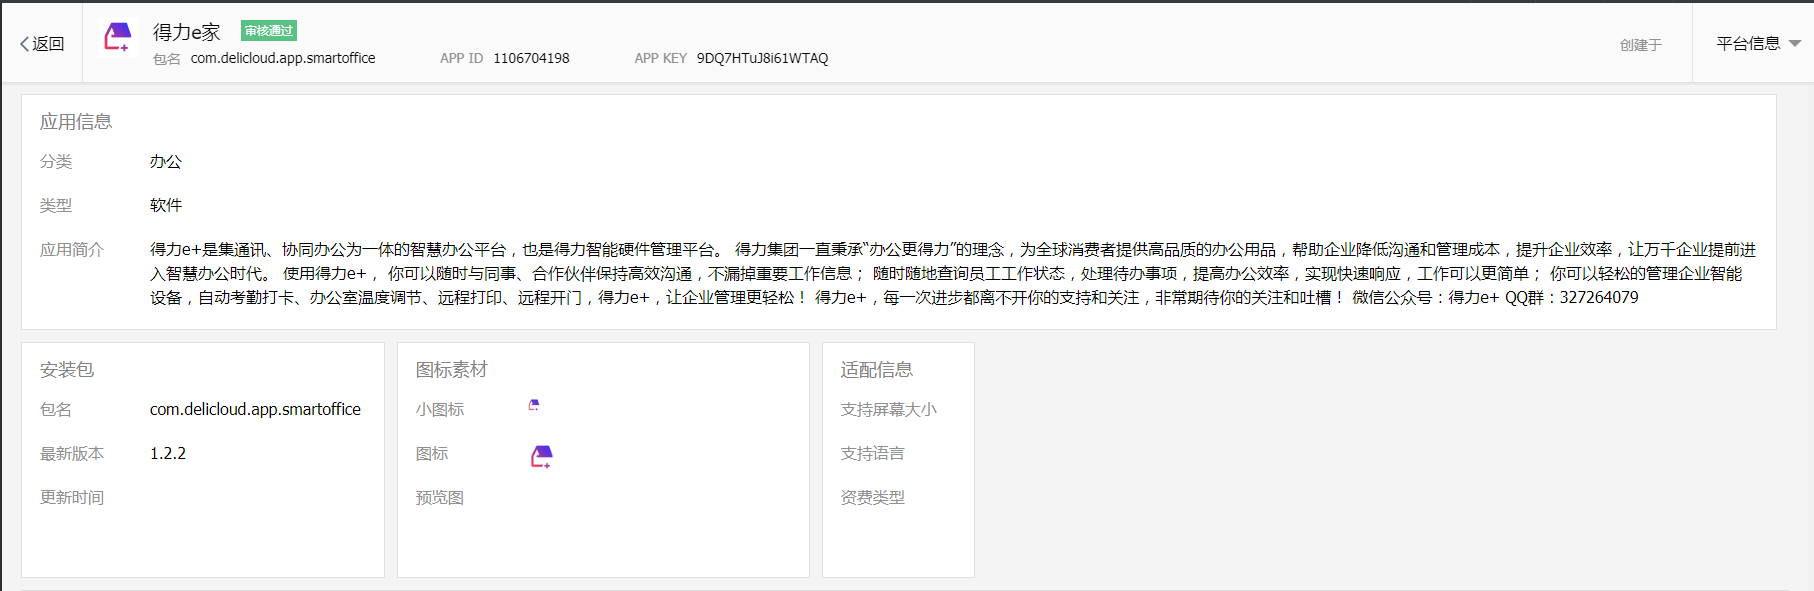 返回
得力e家 审核通过
包名 com.delicloud.app.smartoffice APP ID 1106704198 APP KEY 9DQ7HTuJ8i61WTAQ
创建于
平台信息
应用信息
分类 办公
类型 软件
应用简介 得力e+是集通讯、协同办公为一体的智慧办公平台，也是得力智能硬件管理平台。 得力集团一直秉承“办公更得力”的理念，为全球消费者提供高品质的办公用品，帮助企业降低沟通和管理成本，提升企业效率，让万千企业提前进
入智慧办公时代。 使用得力e+， 你可以随时与同事、合作伙伴保持高效沟通，不漏掉重要工作信息； 随时随地查询员工工作状态，处理待办事项，提高办公效率，实现快速响应，工作可以更简单； 你可以轻松的管理企业智能
设备，自动考勤打卡、办公室温度调节、远程打印、远程开门，得力e+，让企业管理更轻松！ 得力e+，每一次进步都离不开你的支持和关注，非常期待你的关注和吐槽！ 微信公众号：得力e+ QQ群：327264079
安装包
包名 com.delicloud.app.smartoffice
最新版本 1.2.2
更新时间
图标素材
小图标
图标
预览图
适配信息
支持屏幕大小
支持语言
资费类型